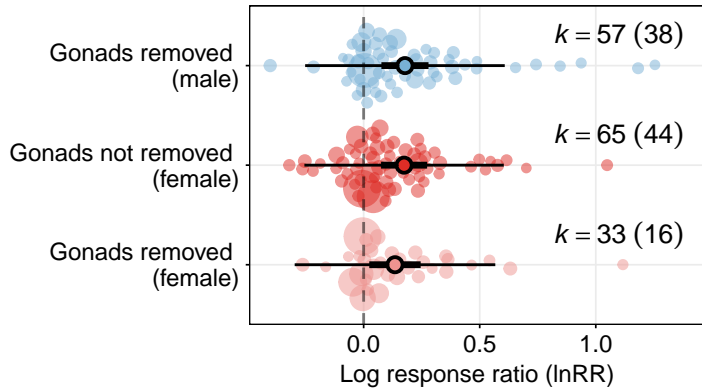 Gonads removed
(male)
k = 57 (38)
Gonads not removed
(female)
k = 65 (44)
Gonads removed
(female)
k = 33 (16)
0.0 0.5 1.0
Log response ratio (lnRR)